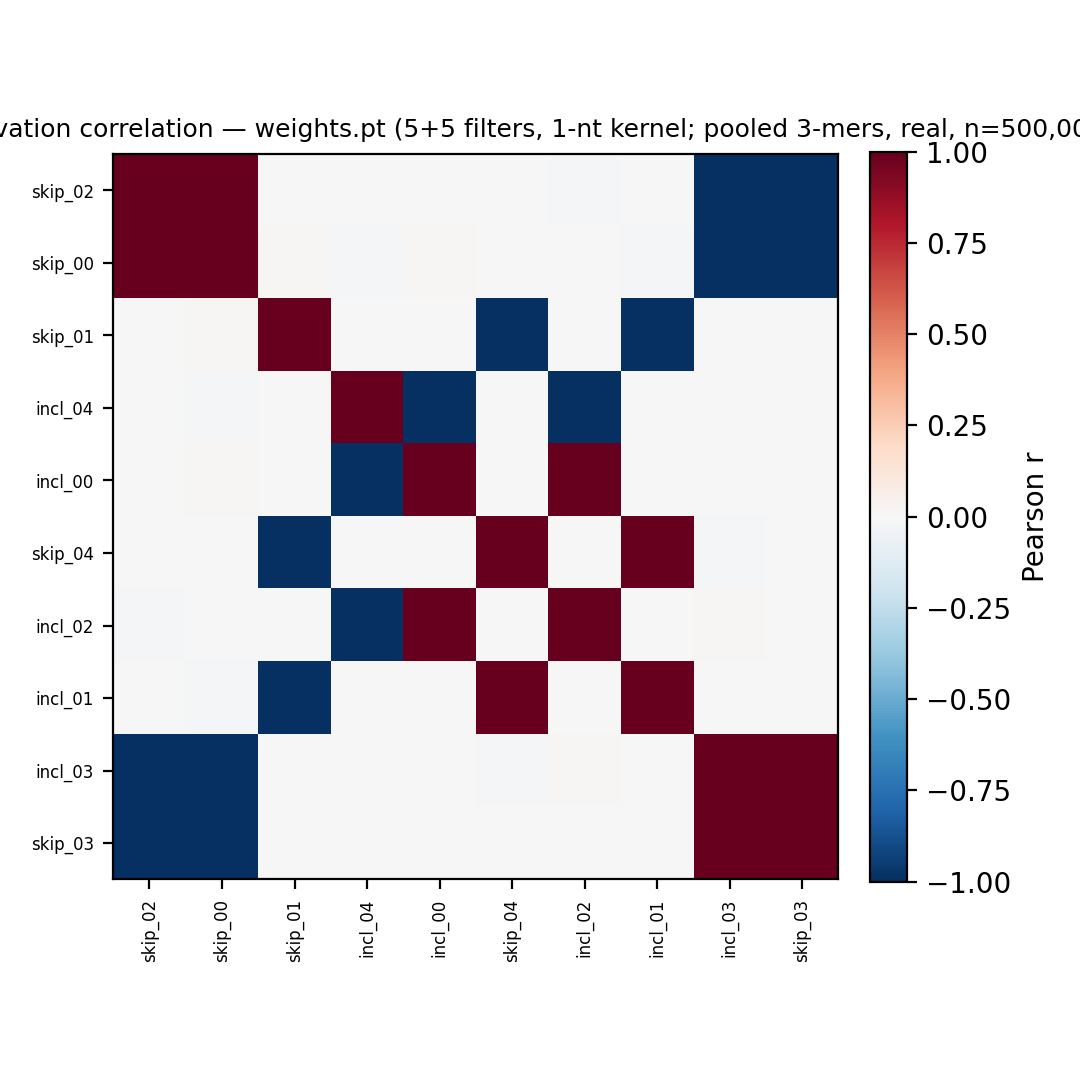 vation correlation — weights.pt (5+5 filters, 1-nt kernel; pooled 3-mers, real, n=500,00
skip_02
skip_00
skip_01
incl_04
incl_00
skip_04
incl_02
incl_01
incl_03
skip_03
skip_02
skip_00
skip_01
incl_04
incl_00
skip_04
incl_02
incl_01
incl_03
skip_03
1.00
0.75
0.50
0.25
0.00
−0.25
−0.50
−0.75
−1.00
Pearson r